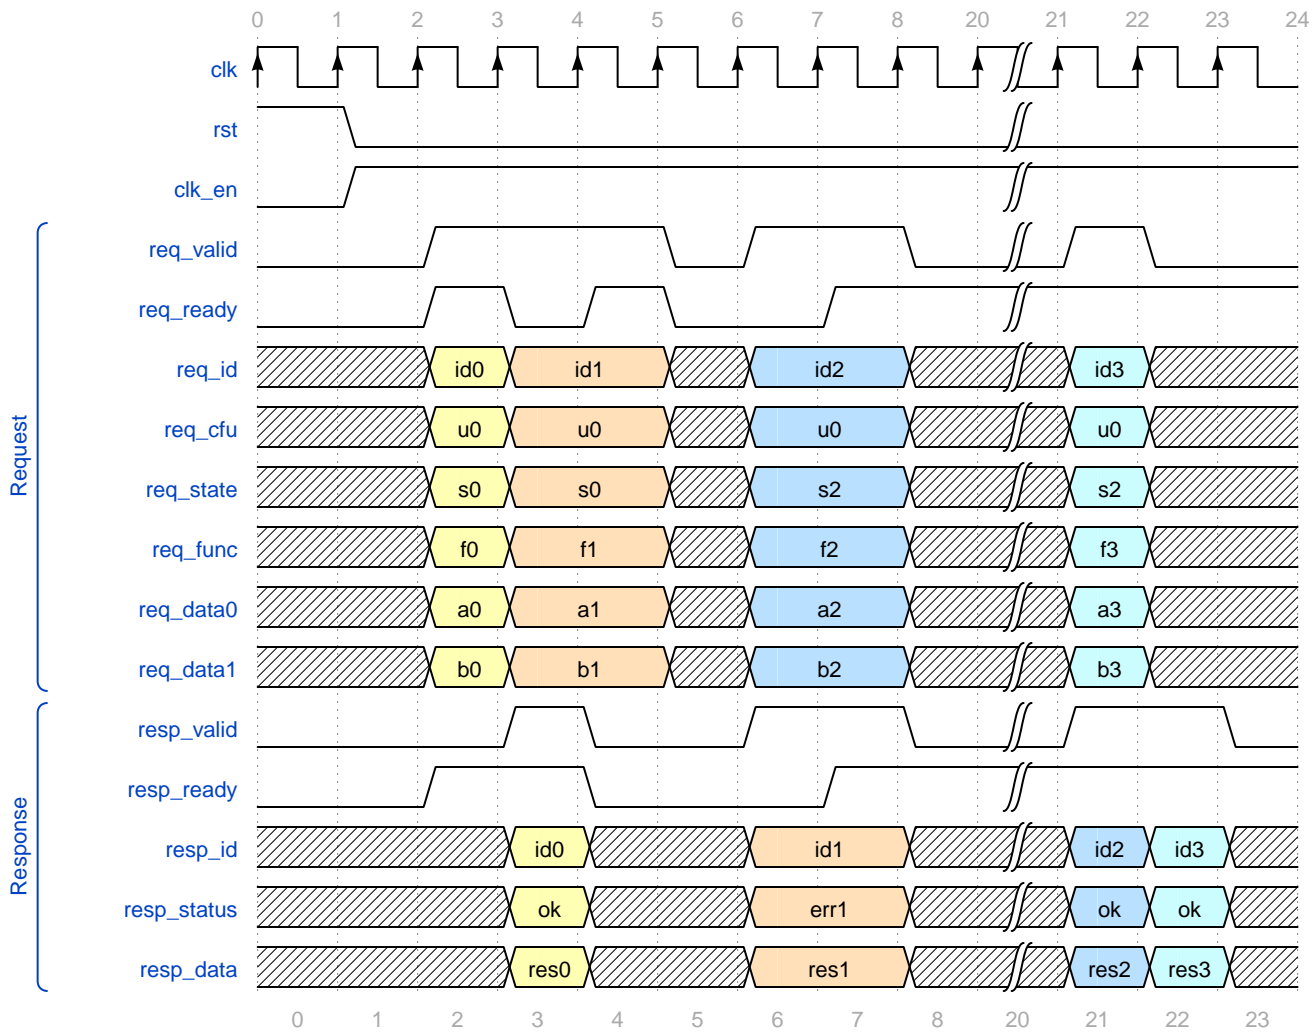 0 1 2 3 4 5 6 7 8 20 21 22 23 24
clk
rst
clk_en
Request
req_valid
req_ready
req_id id0 id1 id2 id3
req_cfu u0 u0 u0 u0
req_state s0 s0 s2 s2
req_func f0 f1 f2 f3
req_data0 a0 a1 a2 a3
req_data1 b0 b1 b2 b3
Response
resp_valid
resp_ready
resp_id id0 id1 id2 id3
resp_status ok err1 ok ok
resp_data res0 res1 res2 res3
0 1 2 3 4 5 6 7 8 20 21 22 23